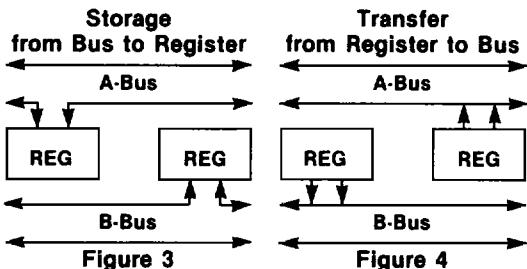 Storage
from Bus to Register
A-Bus
REG
REG
B-Bus
Figure 3
Transfer
from Register to Bus
A-Bus
REG
REG
B-Bus
Figure 4